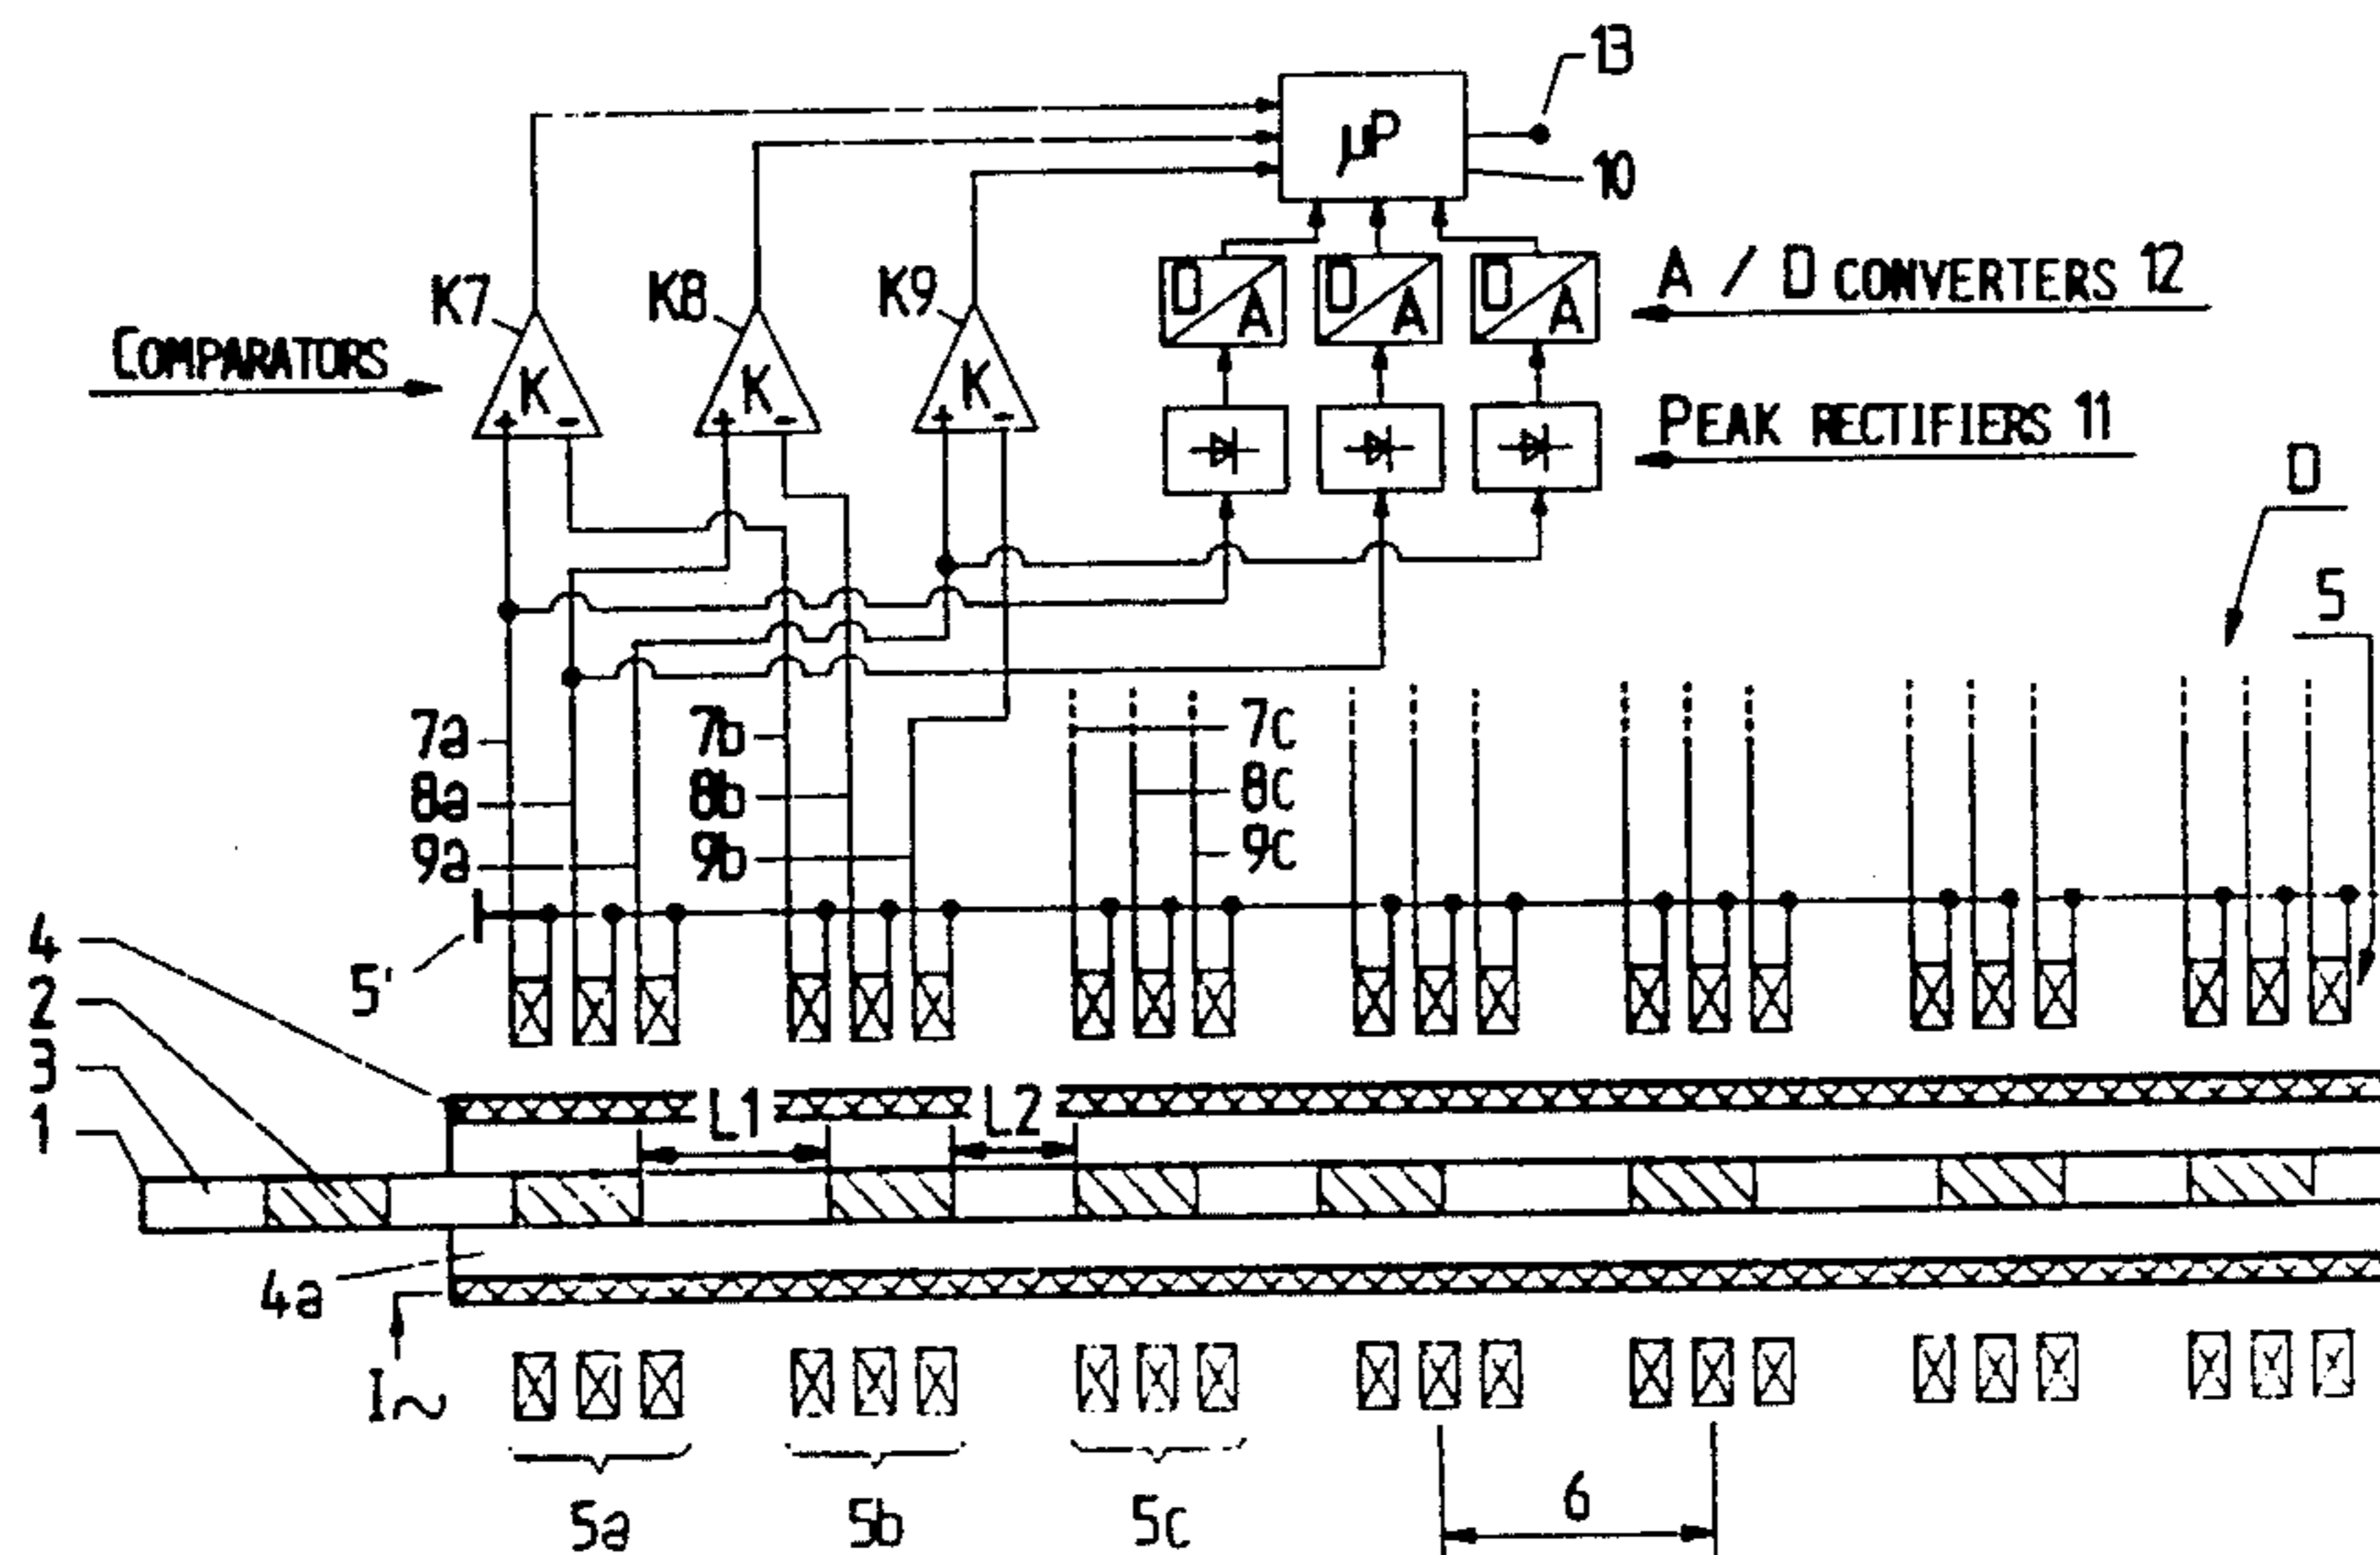 13
µP
10
K7
K8
K9
D
A
D
A
D
A
A / D CONVERTERS 12
COMPARATORS
K
+
-
K
+
-
K
+
-
PEAK RECTIFIERS 11
D
5
7a
7b
7c
8a
8b
8c
9a
9b
9c
4
5'
2
3
1
L1
L2
4a
I~
5a
5b
5c
6